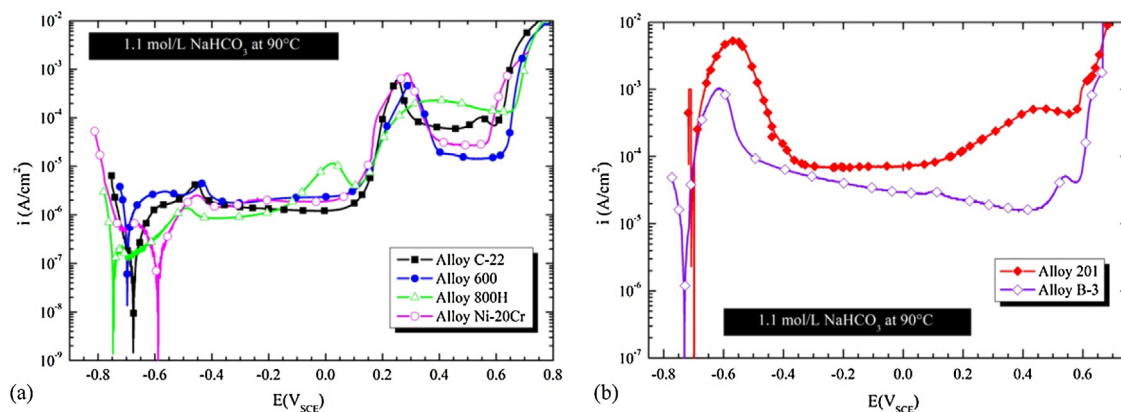 (a)
1.1 mol/L NaHCO₃ at 90°C
i (A/cm²)
10⁻²
10⁻³
10⁻⁴
10⁻⁵
10⁻⁶
10⁻⁷
10⁻⁸
10⁻⁹
Alloy C-22
Alloy 600
Alloy 800H
Alloy Ni-20Cr
-0.8 -0.6 -0.4 -0.2 0.0 0.2 0.4 0.6 0.8
E(V_SCE)
(b)
i (A/cm²)
10⁻²
10⁻³
10⁻⁴
10⁻⁵
10⁻⁶
10⁻⁷
Alloy 201
Alloy B-3
1.1 mol/L NaHCO₃ at 90°C
-0.8 -0.6 -0.4 -0.2 0.0 0.2 0.4 0.6 0.8
E(V_SCE)